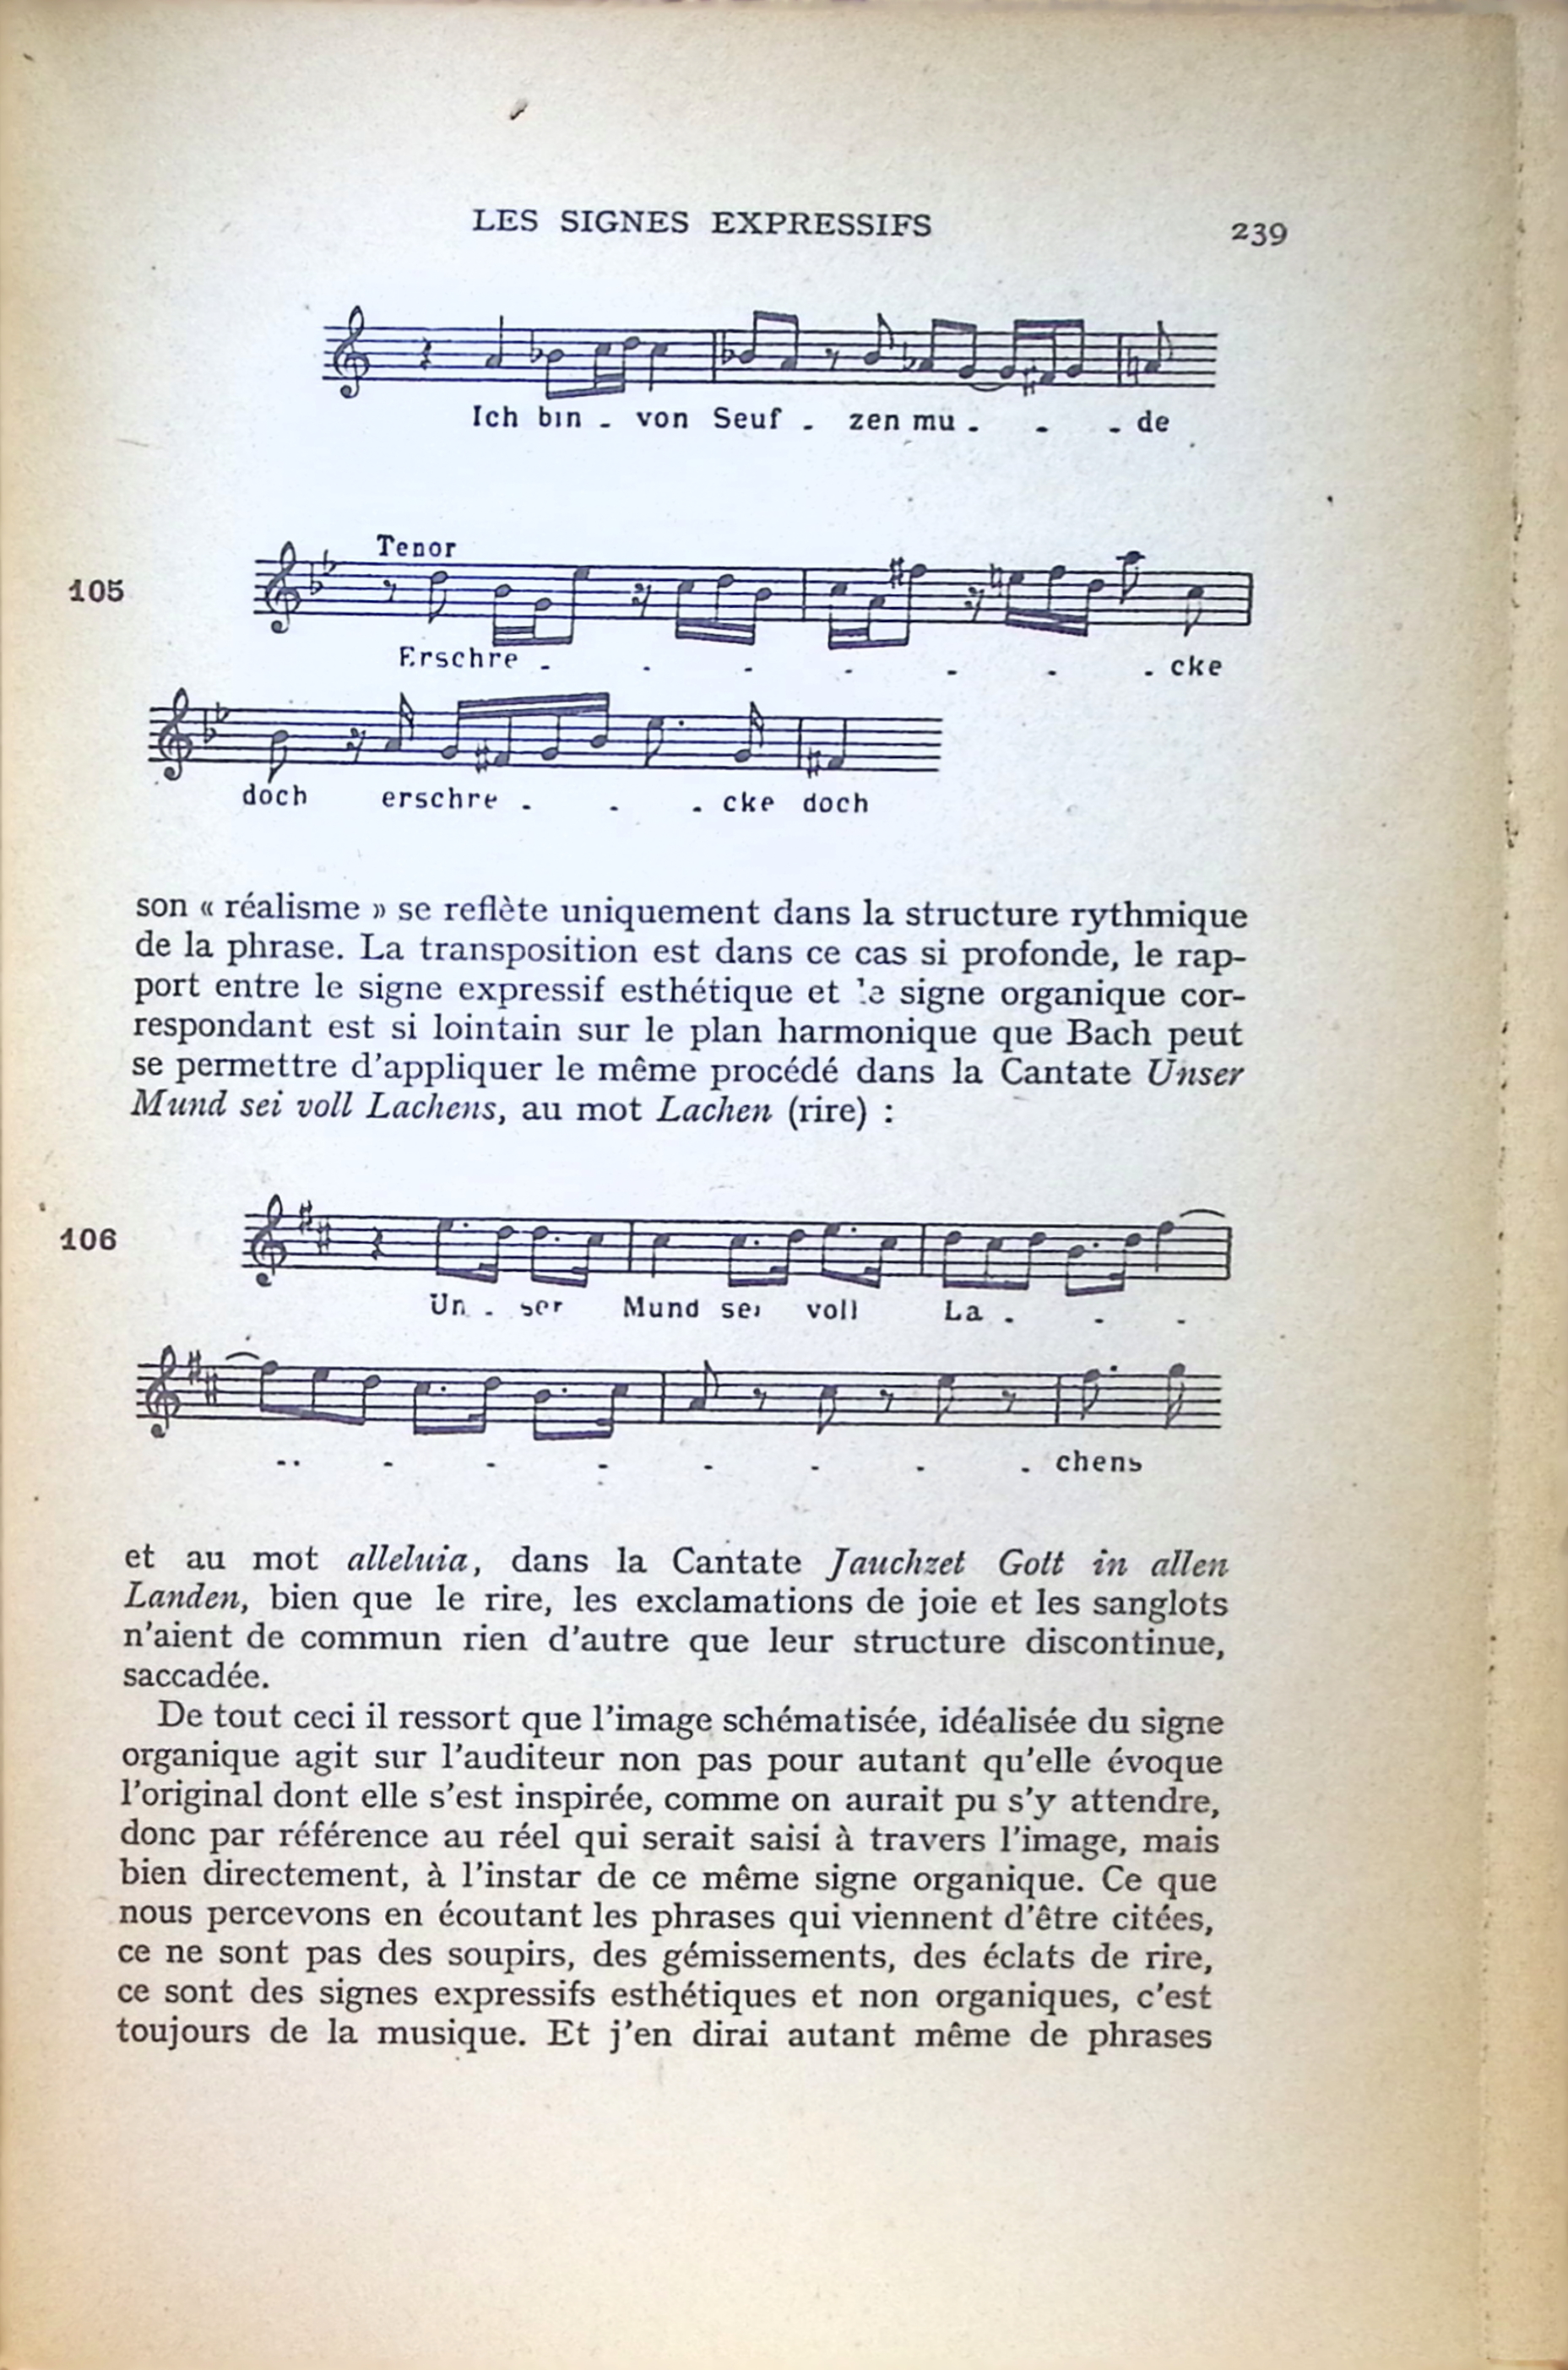 LES SIGNES EXPRESSIFS 239
Ich bin - von Seuf - zen mu - - - de
Tenor
105
Erschre - - - - - - - cke
doch erschre - - - cke doch
son « réalisme » se reflète uniquement dans la structure rythmique
de la phrase. La transposition est dans ce cas si profonde, le rap-
port entre le signe expressif esthétique et le signe organique cor-
respondant est si lointain sur le plan harmonique que Bach peut
se permettre d'appliquer le même procédé dans la Cantate Unser
Mund sei voll Lachens, au mot Lachen (rire) :
106
Un - ser Mund sei voll La - - -
- - - - - - - - chens
et au mot alleluia, dans la Cantate Jauchzet Gott in allen
Landen, bien que le rire, les exclamations de joie et les sanglots
n'aient de commun rien d'autre que leur structure discontinue,
saccadée.
De tout ceci il ressort que l'image schématisée, idéalisée du signe
organique agit sur l'auditeur non pas pour autant qu'elle évoque
l'original dont elle s'est inspirée, comme on aurait pu s'y attendre,
donc par référence au réel qui serait saisi à travers l'image, mais
bien directement, à l'instar de ce même signe organique. Ce que
nous percevons en écoutant les phrases qui viennent d'être citées,
ce ne sont pas des soupirs, des gémissements, des éclats de rire,
ce sont des signes expressifs esthétiques et non organiques, c'est
toujours de la musique. Et j'en dirai autant même de phrases